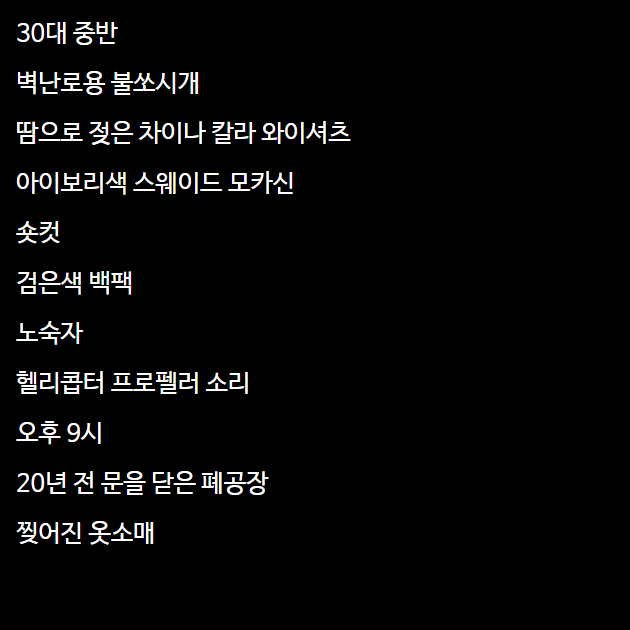 30대 중반
벽난로용 불쏘시개
땀으로 젖은 차이나 칼라 와이셔츠
아이보리색 스웨이드 모카신
숏컷
검은색 백팩
노숙자
헬리콥터 프로펠러 소리
오후 9시
20년 전 문을 닫은 폐공장
찢어진 옷소매